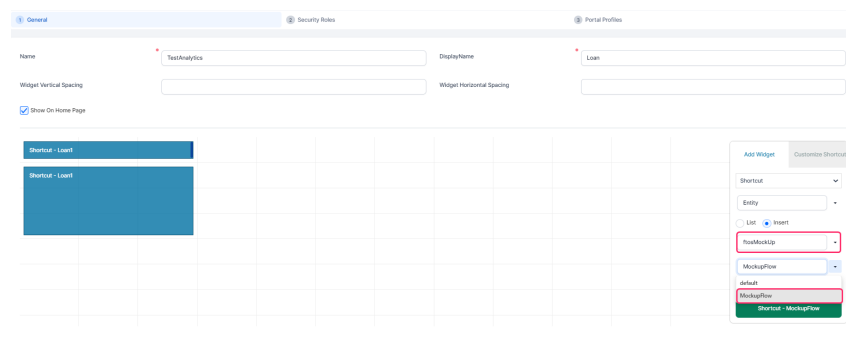 1 General
2 Security Roles
3 Portal Profiles
Name * TestAnalytics
DisplayName * Loan
Widget Vertical Spacing
Widget Horizontal Spacing
Show On Home Page
Shortcut - Loan1
Shortcut - Loan1
Add Widget
Customize Shortcut
Shortcut
Entity
List Insert
ftosMockUp
MockupFlow
default
MockupFlow
Shortcut - MockupFlow